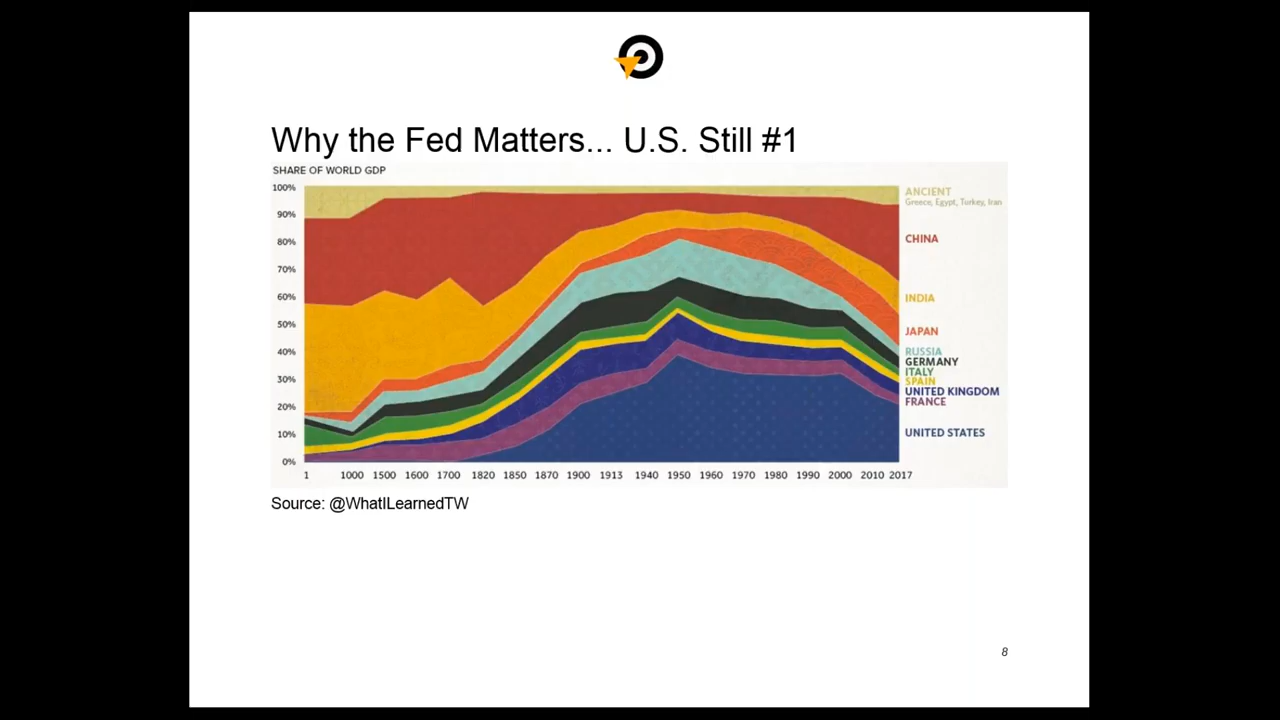 Why the Fed Matters... U.S. Still #1
SHARE OF WORLD GDP
100%
90%
80%
70%
60%
50%
40%
30%
20%
10%
0%
1 1000 1500 1600 1700 1820 1850 1870 1900 1913 1940 1950 1960 1970 1980 1990 2000 2010 2017
ANCIENT
Greece, Egypt, Turkey, Iran
CHINA
INDIA
JAPAN
RUSSIA
GERMANY
ITALY
SPAIN
UNITED KINGDOM
FRANCE
UNITED STATES
Source: @WhatILearnedTW
8